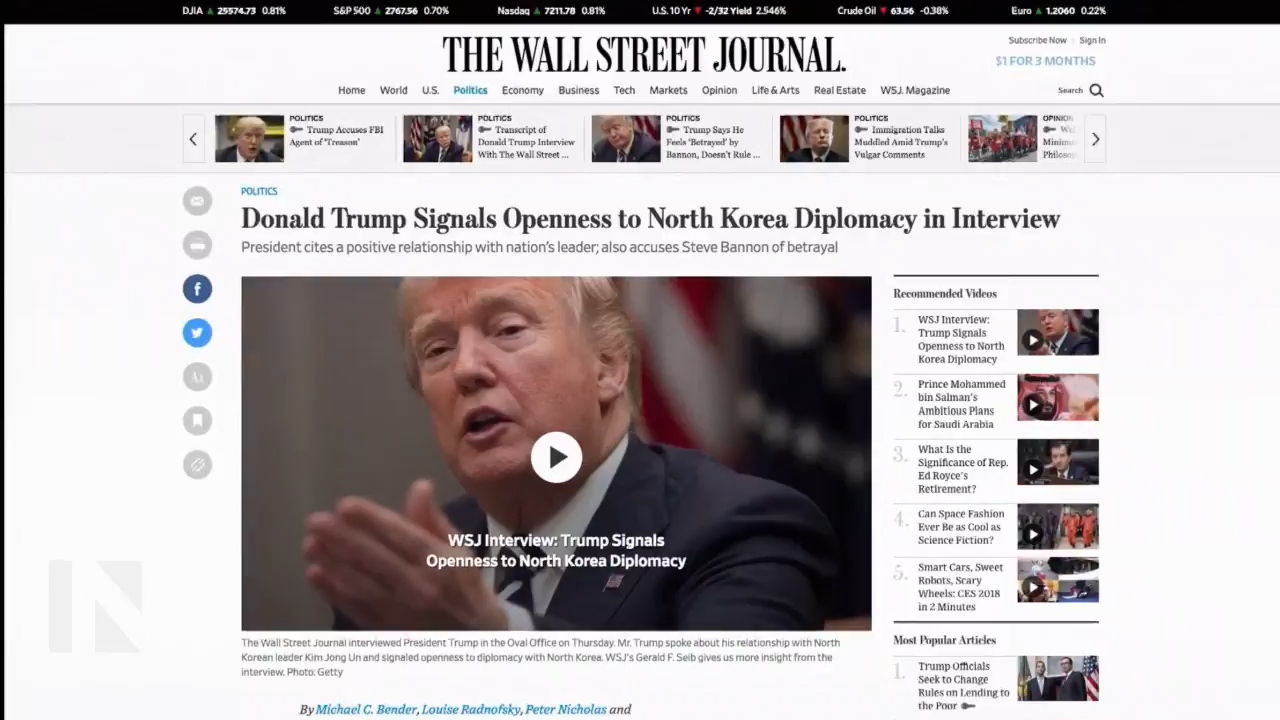 DJIA ▲ 25574.73 0.81% S&P 500 ▲ 2767.56 0.70% Nasdaq ▲ 7211.78 0.81% U.S. 10 Yr ▼ -2/32 Yield 2.546% Crude Oil ▼ 63.56 -0.38% Euro ▲ 1.2060 0.22%
Subscribe Now | Sign In
THE WALL STREET JOURNAL.
$1 FOR 3 MONTHS
Home World U.S. Politics Economy Business Tech Markets Opinion Life & Arts Real Estate WSJ. Magazine
Search
POLITICS
Trump Accuses FBI
Agent of 'Treason'
POLITICS
Transcript of
Donald Trump Interview
With The Wall Street ...
POLITICS
Trump Says He
Feels 'Betrayed' by
Bannon, Doesn't Rule ...
POLITICS
Immigration Talks
Muddled Amid Trump's
Vulgar Comments
OPINION
POLITICS
Donald Trump Signals Openness to North Korea Diplomacy in Interview
President cites a positive relationship with nation's leader; also accuses Steve Bannon of betrayal
f
Aa
WSJ Interview: Trump Signals
Openness to North Korea Diplomacy
The Wall Street Journal interviewed President Trump in the Oval Office on Thursday. Mr. Trump spoke about his relationship with North
Korean leader Kim Jong Un and signaled openness to diplomacy with North Korea. WSJ's Gerald F. Seib gives us more insight from the
interview. Photo: Getty
By Michael C. Bender, Louise Radnofsky, Peter Nicholas and
Recommended Videos
1. WSJ Interview:
Trump Signals
Openness to North
Korea Diplomacy
2. Prince Mohammed
bin Salman's
Ambitious Plans
for Saudi Arabia
3. What Is the
Significance of Rep.
Ed Royce's
Retirement?
4. Can Space Fashion
Ever Be as Cool as
Science Fiction?
5. Smart Cars, Sweet
Robots, Scary
Wheels: CES 2018
in 2 Minutes
Most Popular Articles
1. Trump Officials
Seek to Change
Rules on Lending to
the Poor
N